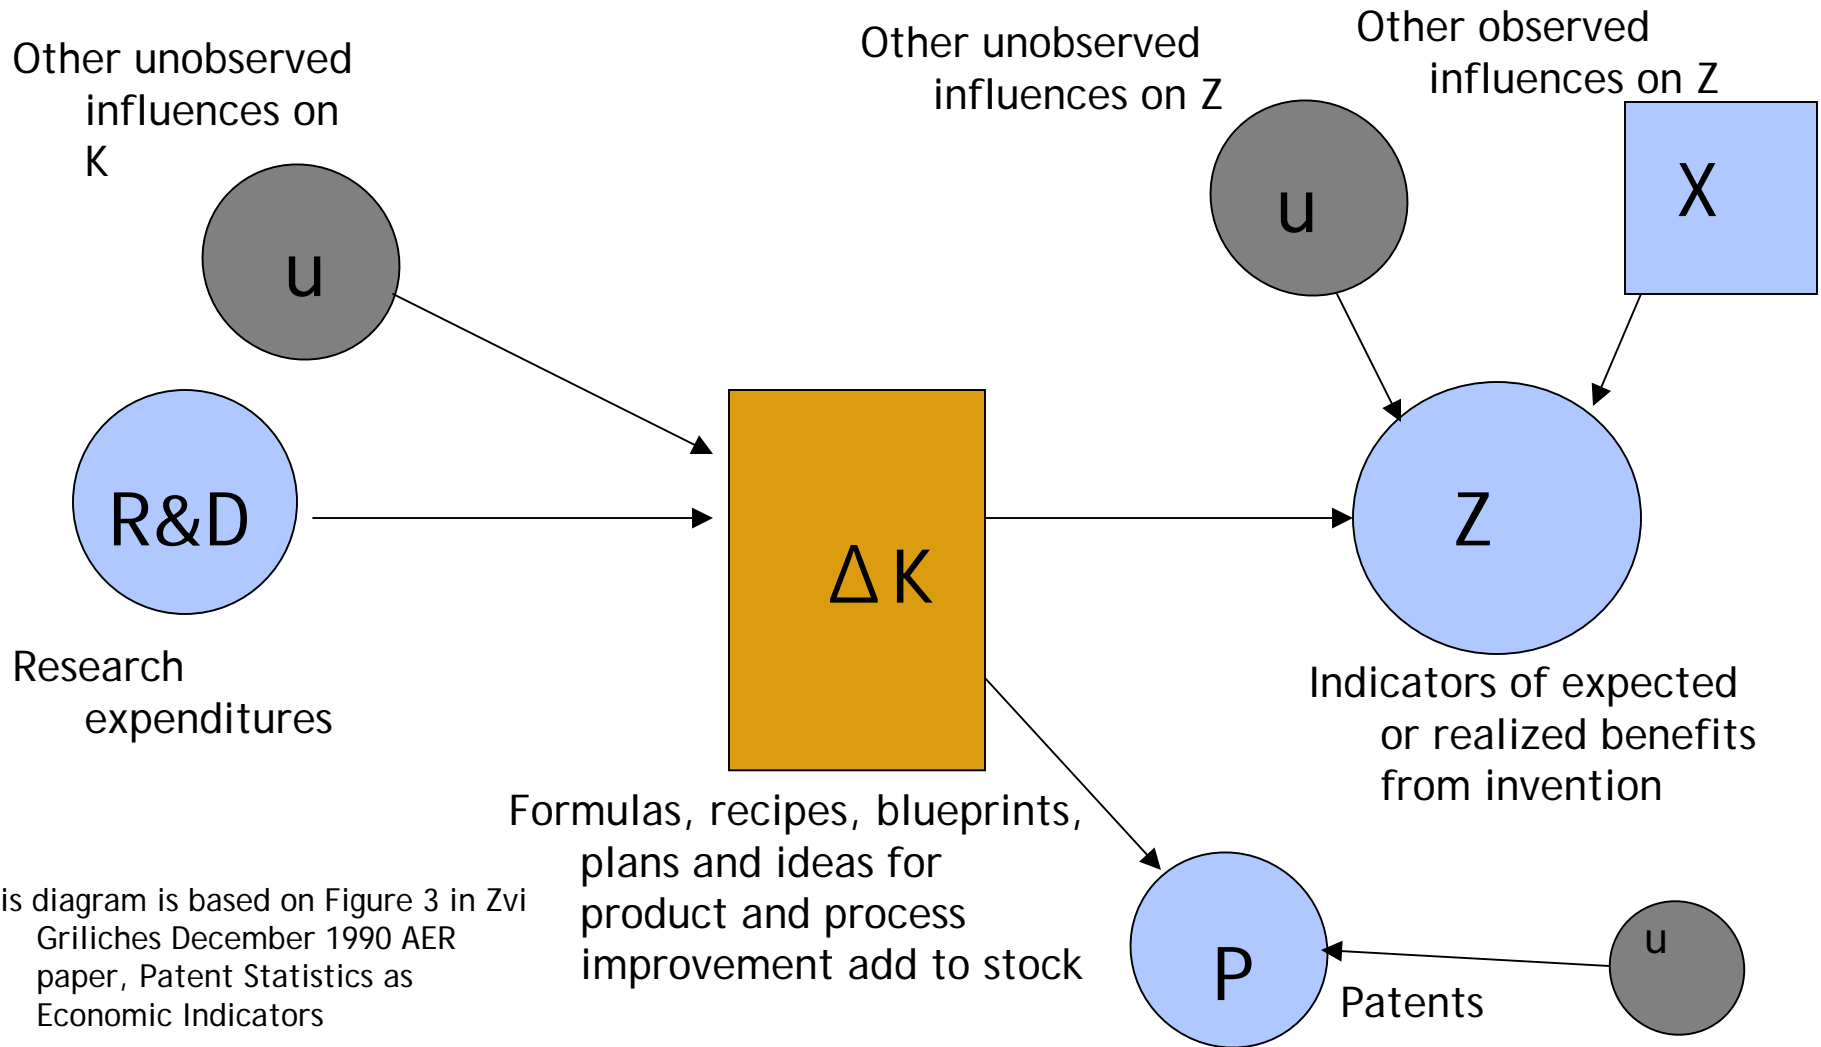 Other unobserved
influences on
K
u
R&D
Research
expenditures
Other unobserved
influences on Z
u
Other observed
influences on Z
X
Δ K
Z
Indicators of expected
or realized benefits
from invention
Formulas, recipes, blueprints,
plans and ideas for
product and process
improvement add to stock
P
Patents
u
is diagram is based on Figure 3 in Zvi
Griliches December 1990 AER
paper, Patent Statistics as
Economic Indicators